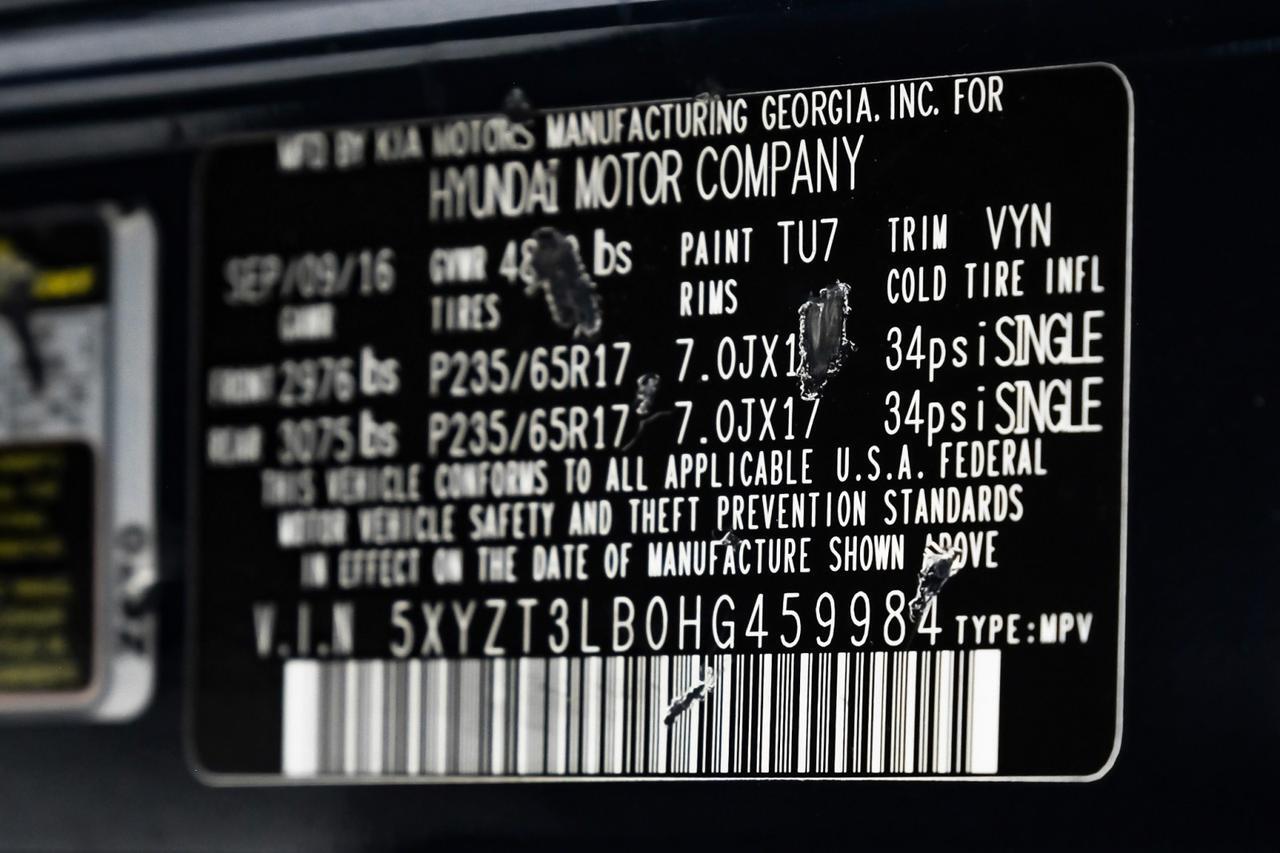 MFD BY KIA MOTORS MANUFACTURING GEORGIA, INC. FOR
HYUNDAI MOTOR COMPANY
SEP/09/16 GVWR lbs PAINT TU7 TRIM VYN
GAWR TIRES RIMS COLD TIRE INFL
FRONT 2976 lbs P235/65R17 34psi SINGLE
REAR 3075 lbs P235/65R17 7.0JX17 34psi SINGLE
THIS VEHICLE CONFORMS TO ALL APPLICABLE U.S.A. FEDERAL
MOTOR VEHICLE SAFETY AND THEFT PREVENTION STANDARDS
IN EFFECT ON THE DATE OF MANUFACTURE SHOWN ABOVE
V.I.N 5XYZT3LB0HG459984 TYPE:MPV